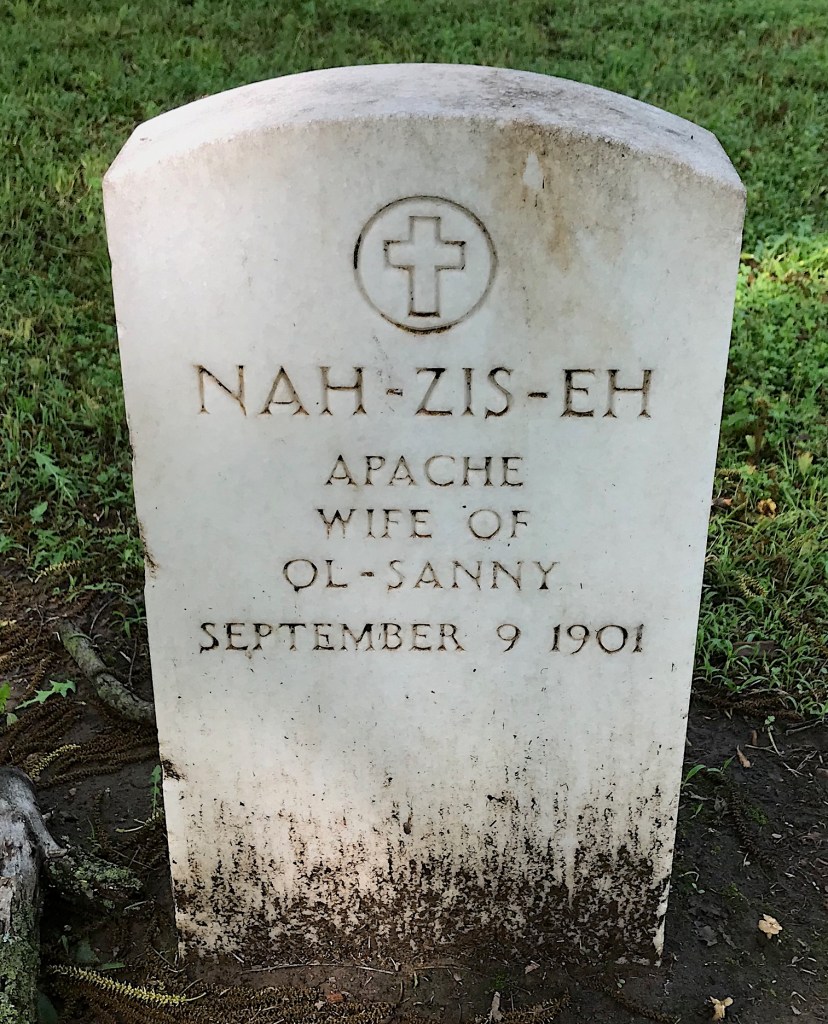 NAH-ZIS-EH
APACHE
WIFE OF
OL-SANNY
SEPTEMBER 9 1901